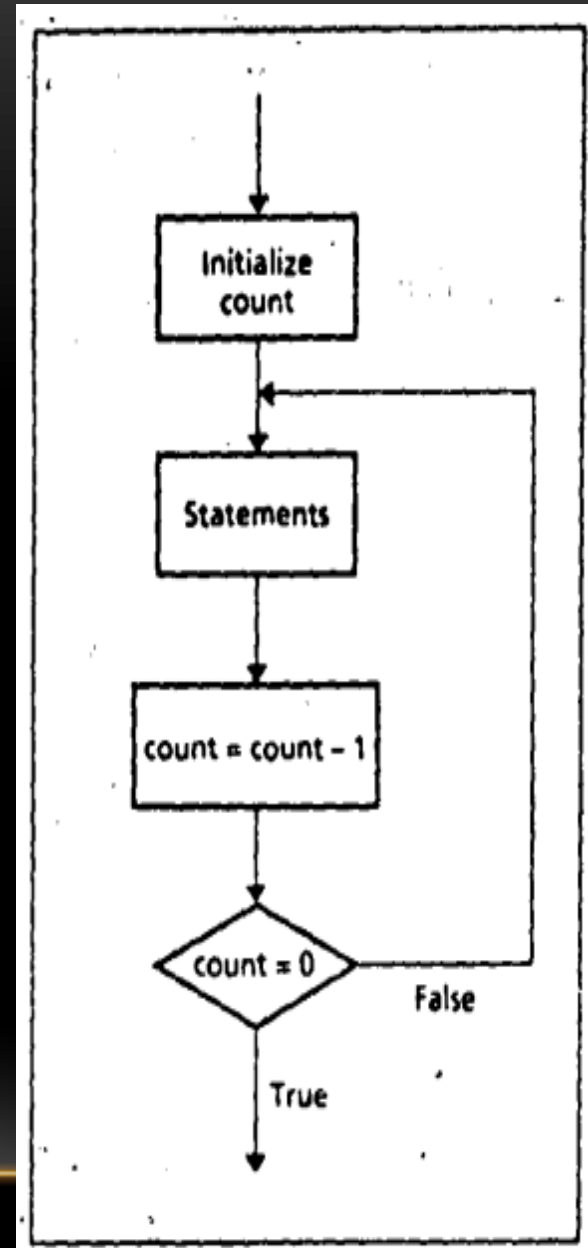 Initialize
count
Statements
count = count – 1
count = 0
False
True